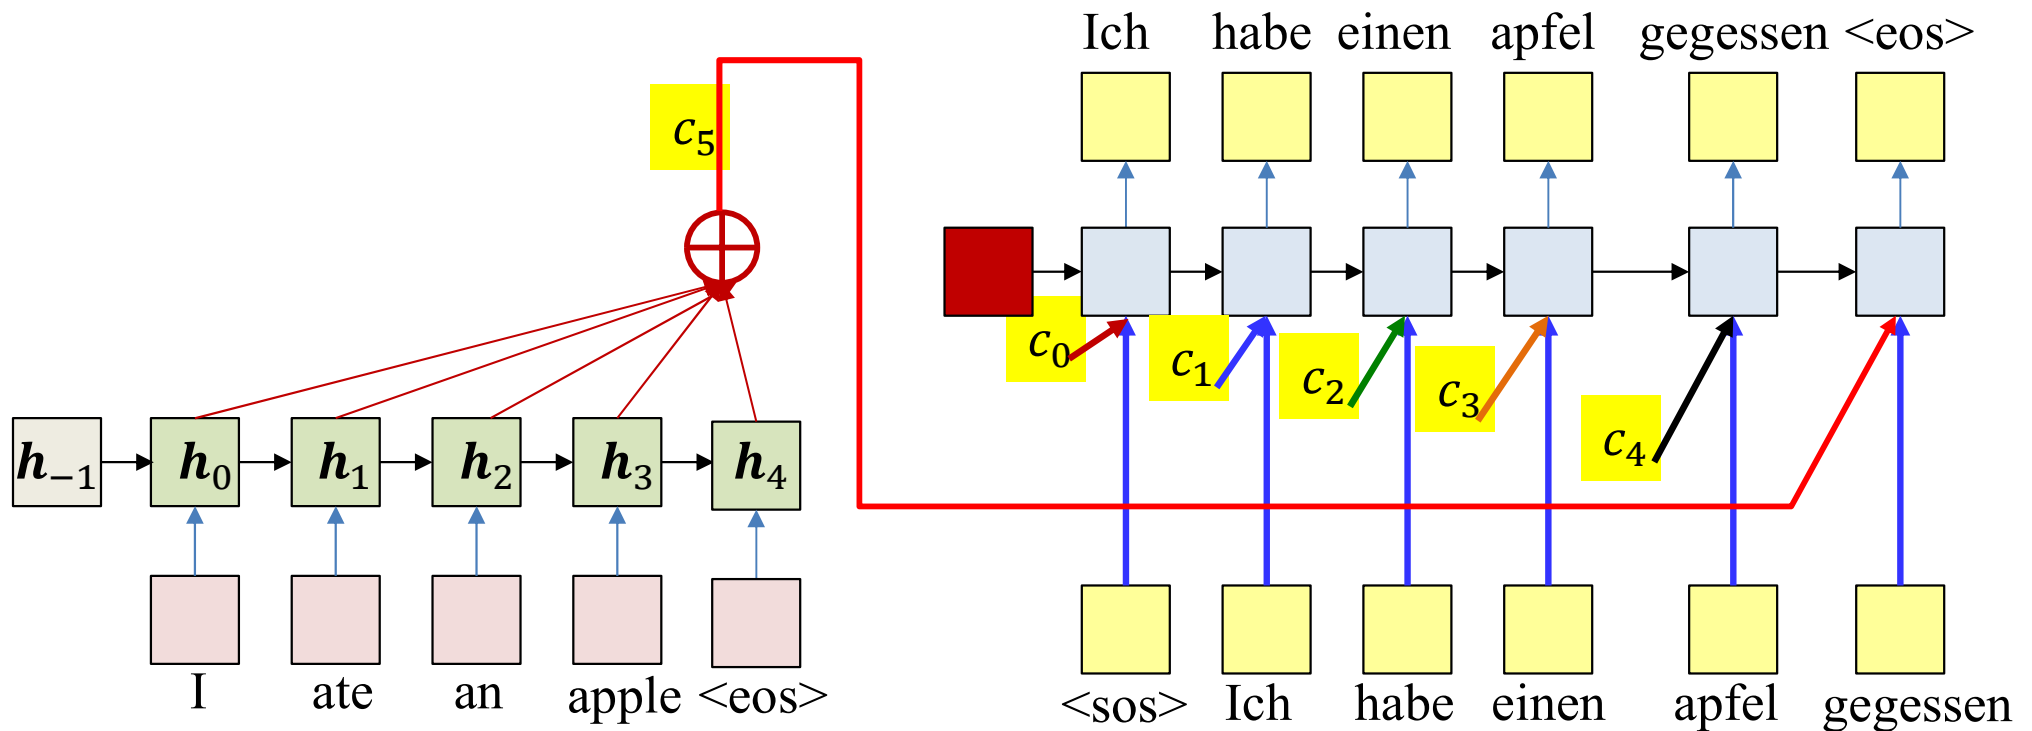 Ich habe einen apfel gegessen <eos>
c₅
c₀ c₁ c₂ c₃ c₄
h₋₁ h₀ h₁ h₂ h₃ h₄
I ate an apple <eos>
<sos> Ich habe einen apfel gegessen